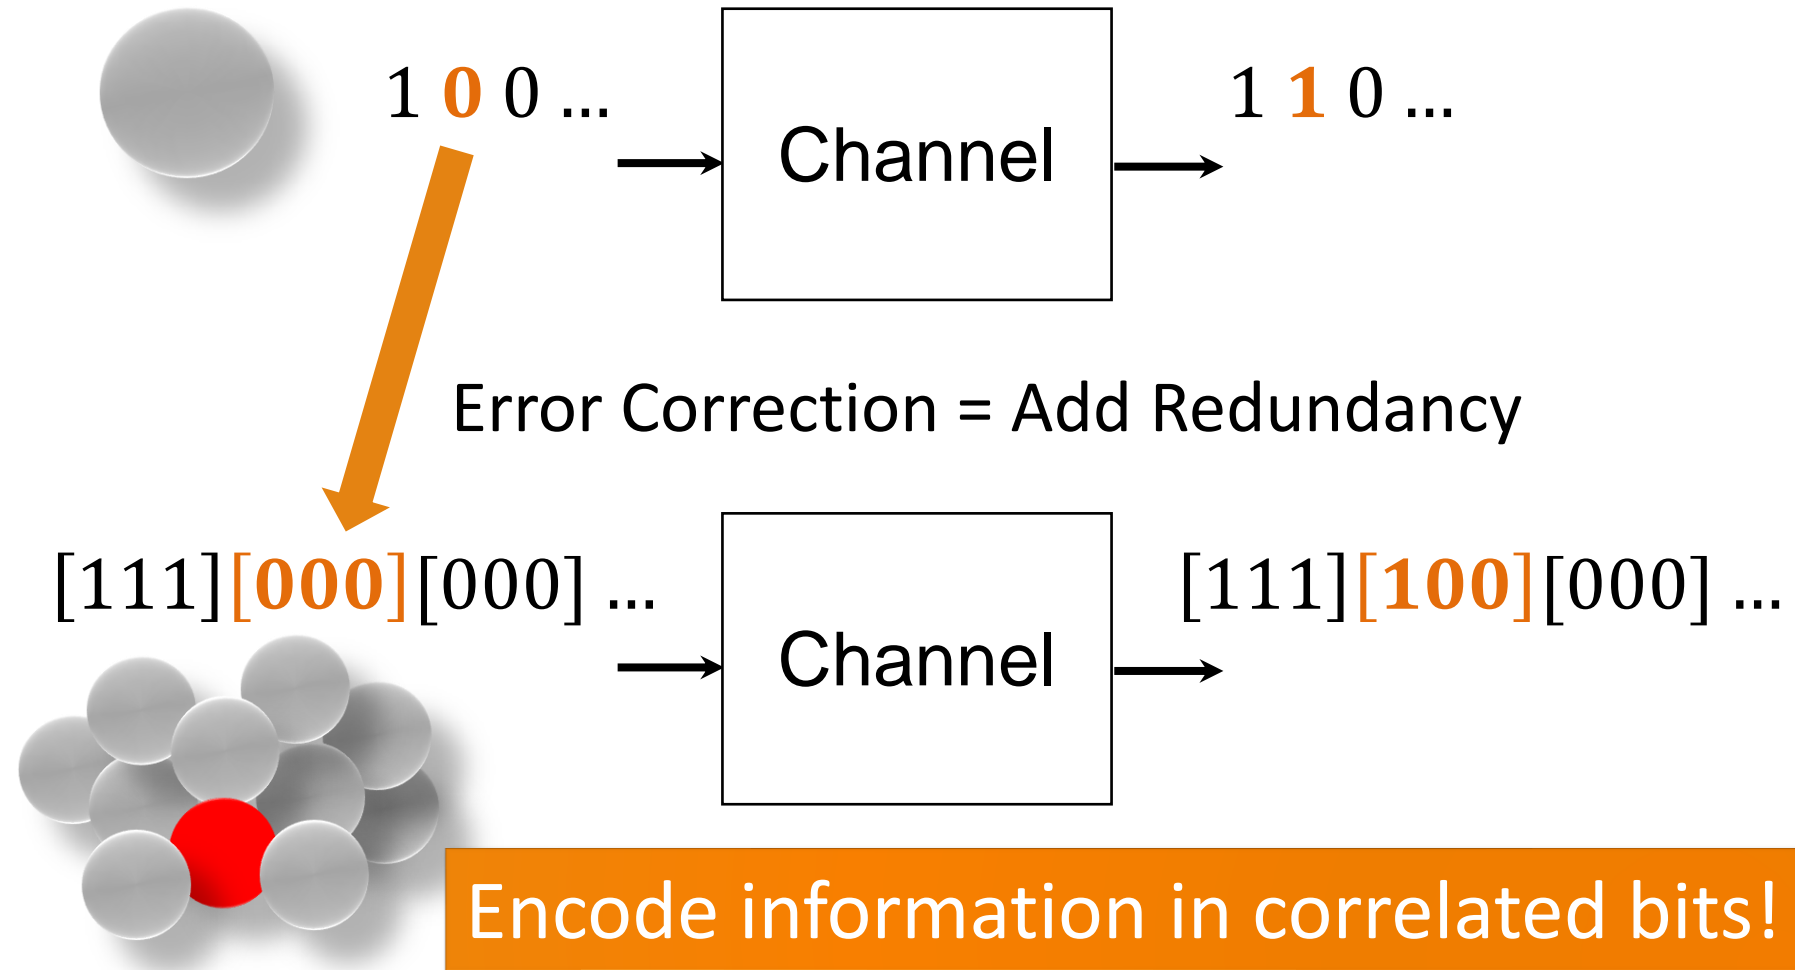 1 0 0 ...
Channel
1 1 0 ...
Error Correction = Add Redundancy
[111][000][000] ...
Channel
[111][100][000] ...
Encode information in correlated bits!